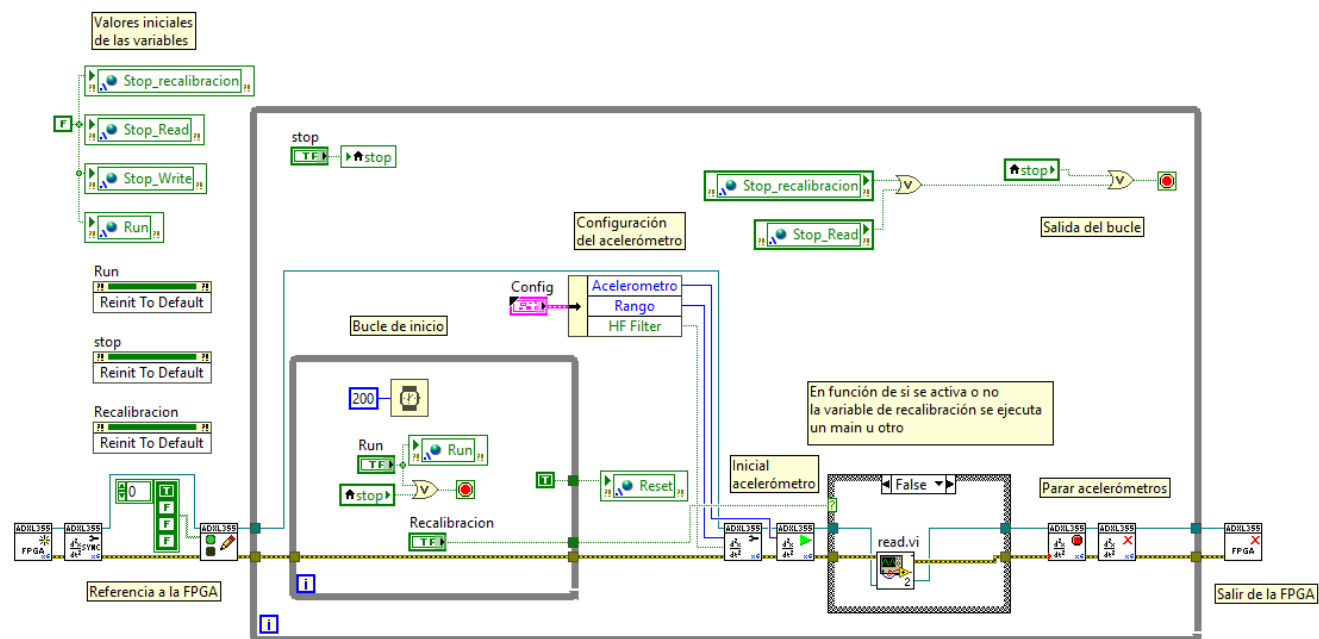 Valores iniciales
de las variables
Stop_recalibracion
F
Stop_Read
Stop_Write
Run
Run
Reinit To Default
stop
Reinit To Default
Recalibracion
Reinit To Default
stop
TF
stop
Stop_recalibracion
Stop_Read
stop
Salida del bucle
Configuración
del acelerómetro
Config
Acelerometro
Rango
HF Filter
Bucle de inicio
200
Run
TF
Run
stop
Recalibracion
TF
T
Reset
i
i
En función de si se activa o no
la variable de recalibración se ejecuta
un main u otro
Inicial
acelerómetro
False
?
read.vi
2
Parar acelerómetros
0
T
F
F
F
ADXL355
FPGA
ADXL355
SYNC
ADXL355
ADXL355
ADXL355
ADXL355
ADXL355
ADXL355
FPGA
Referencia a la FPGA
Salir de la FPGA